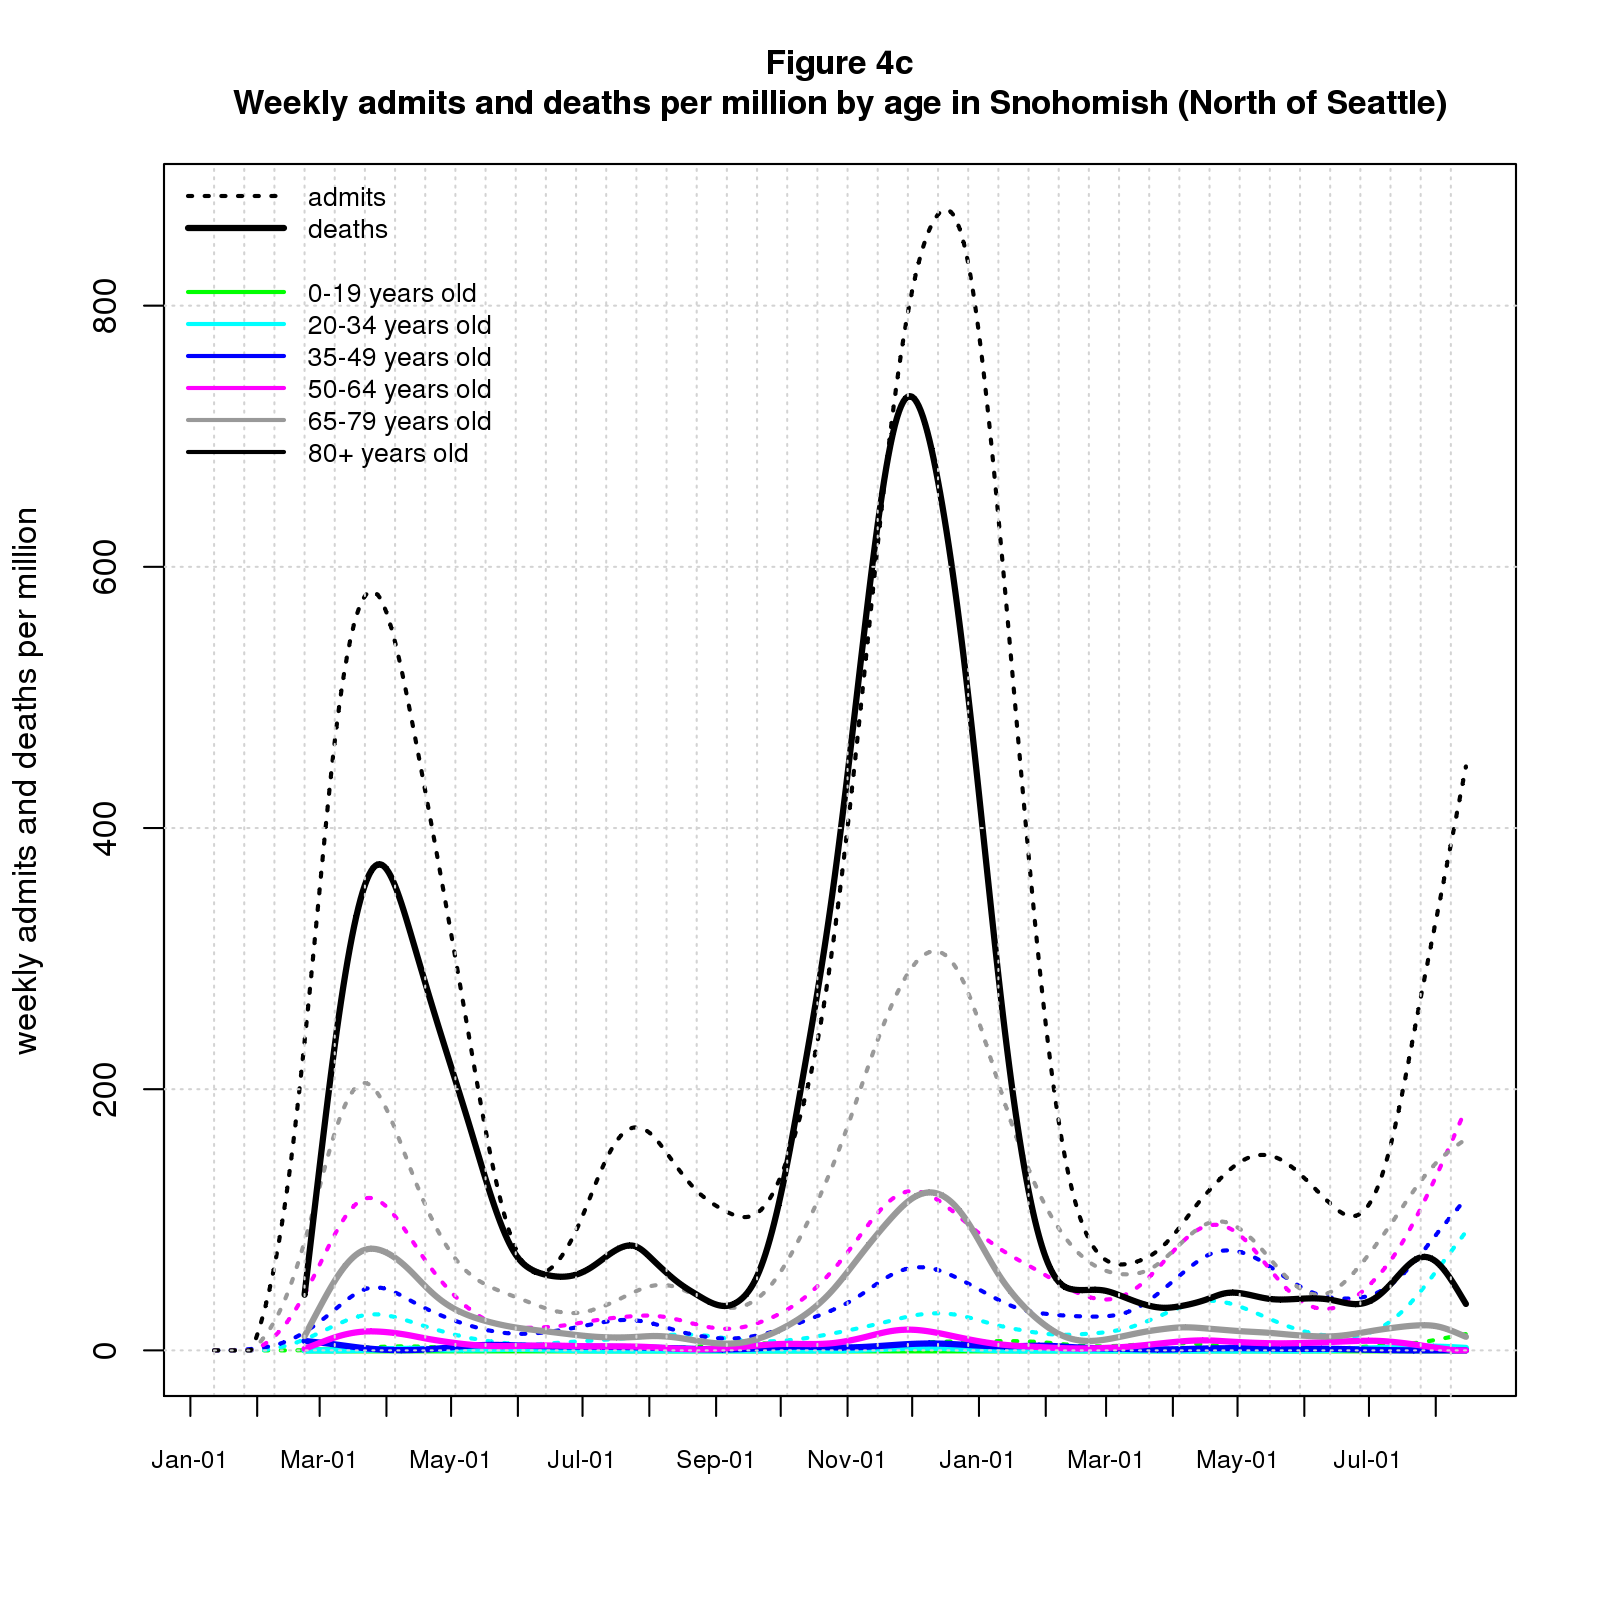 Figure 4c
Weekly admits and deaths per million by age in Snohomish (North of Seattle)
admits
deaths
0-19 years old
20-34 years old
35-49 years old
50-64 years old
65-79 years old
80+ years old
weekly admits and deaths per million
800
600
400
200
0
Jan-01 Mar-01 May-01 Jul-01 Sep-01 Nov-01 Jan-01 Mar-01 May-01 Jul-01